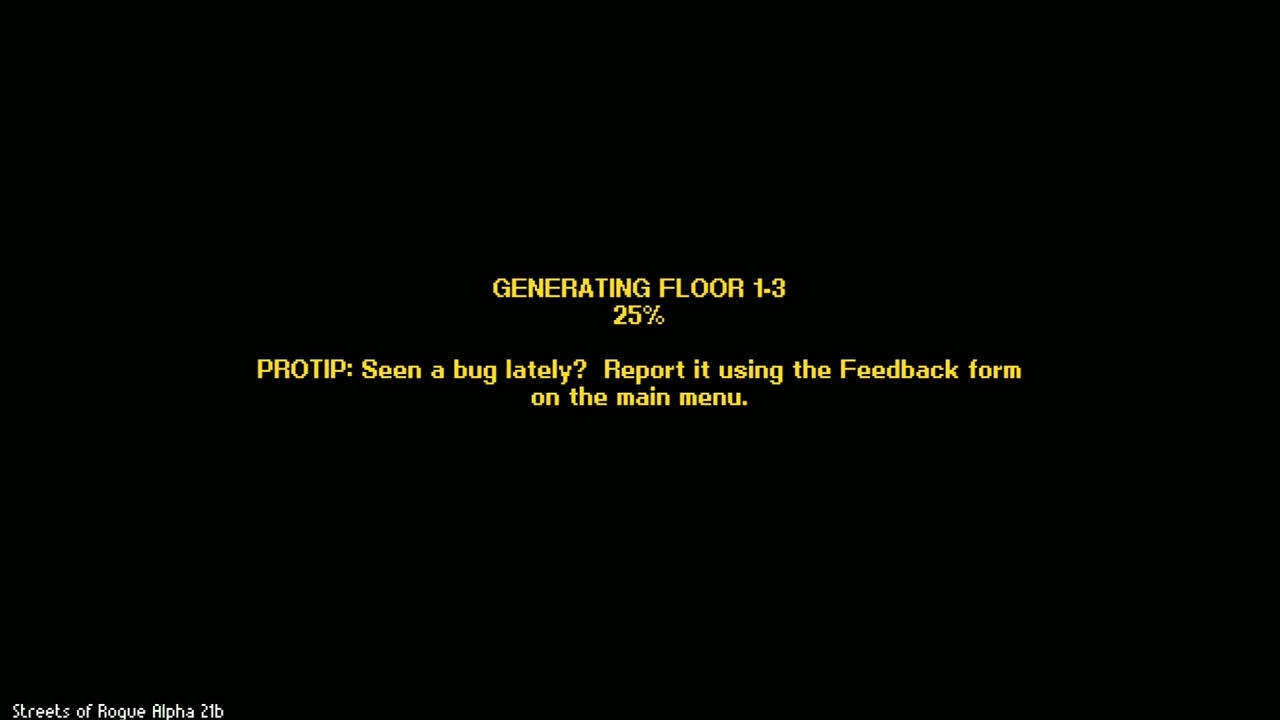 GENERATING FLOOR 1-3
25%
PROTIP: Seen a bug lately?  Report it using the Feedback form
on the main menu.
Streets of Rogue Alpha 21b